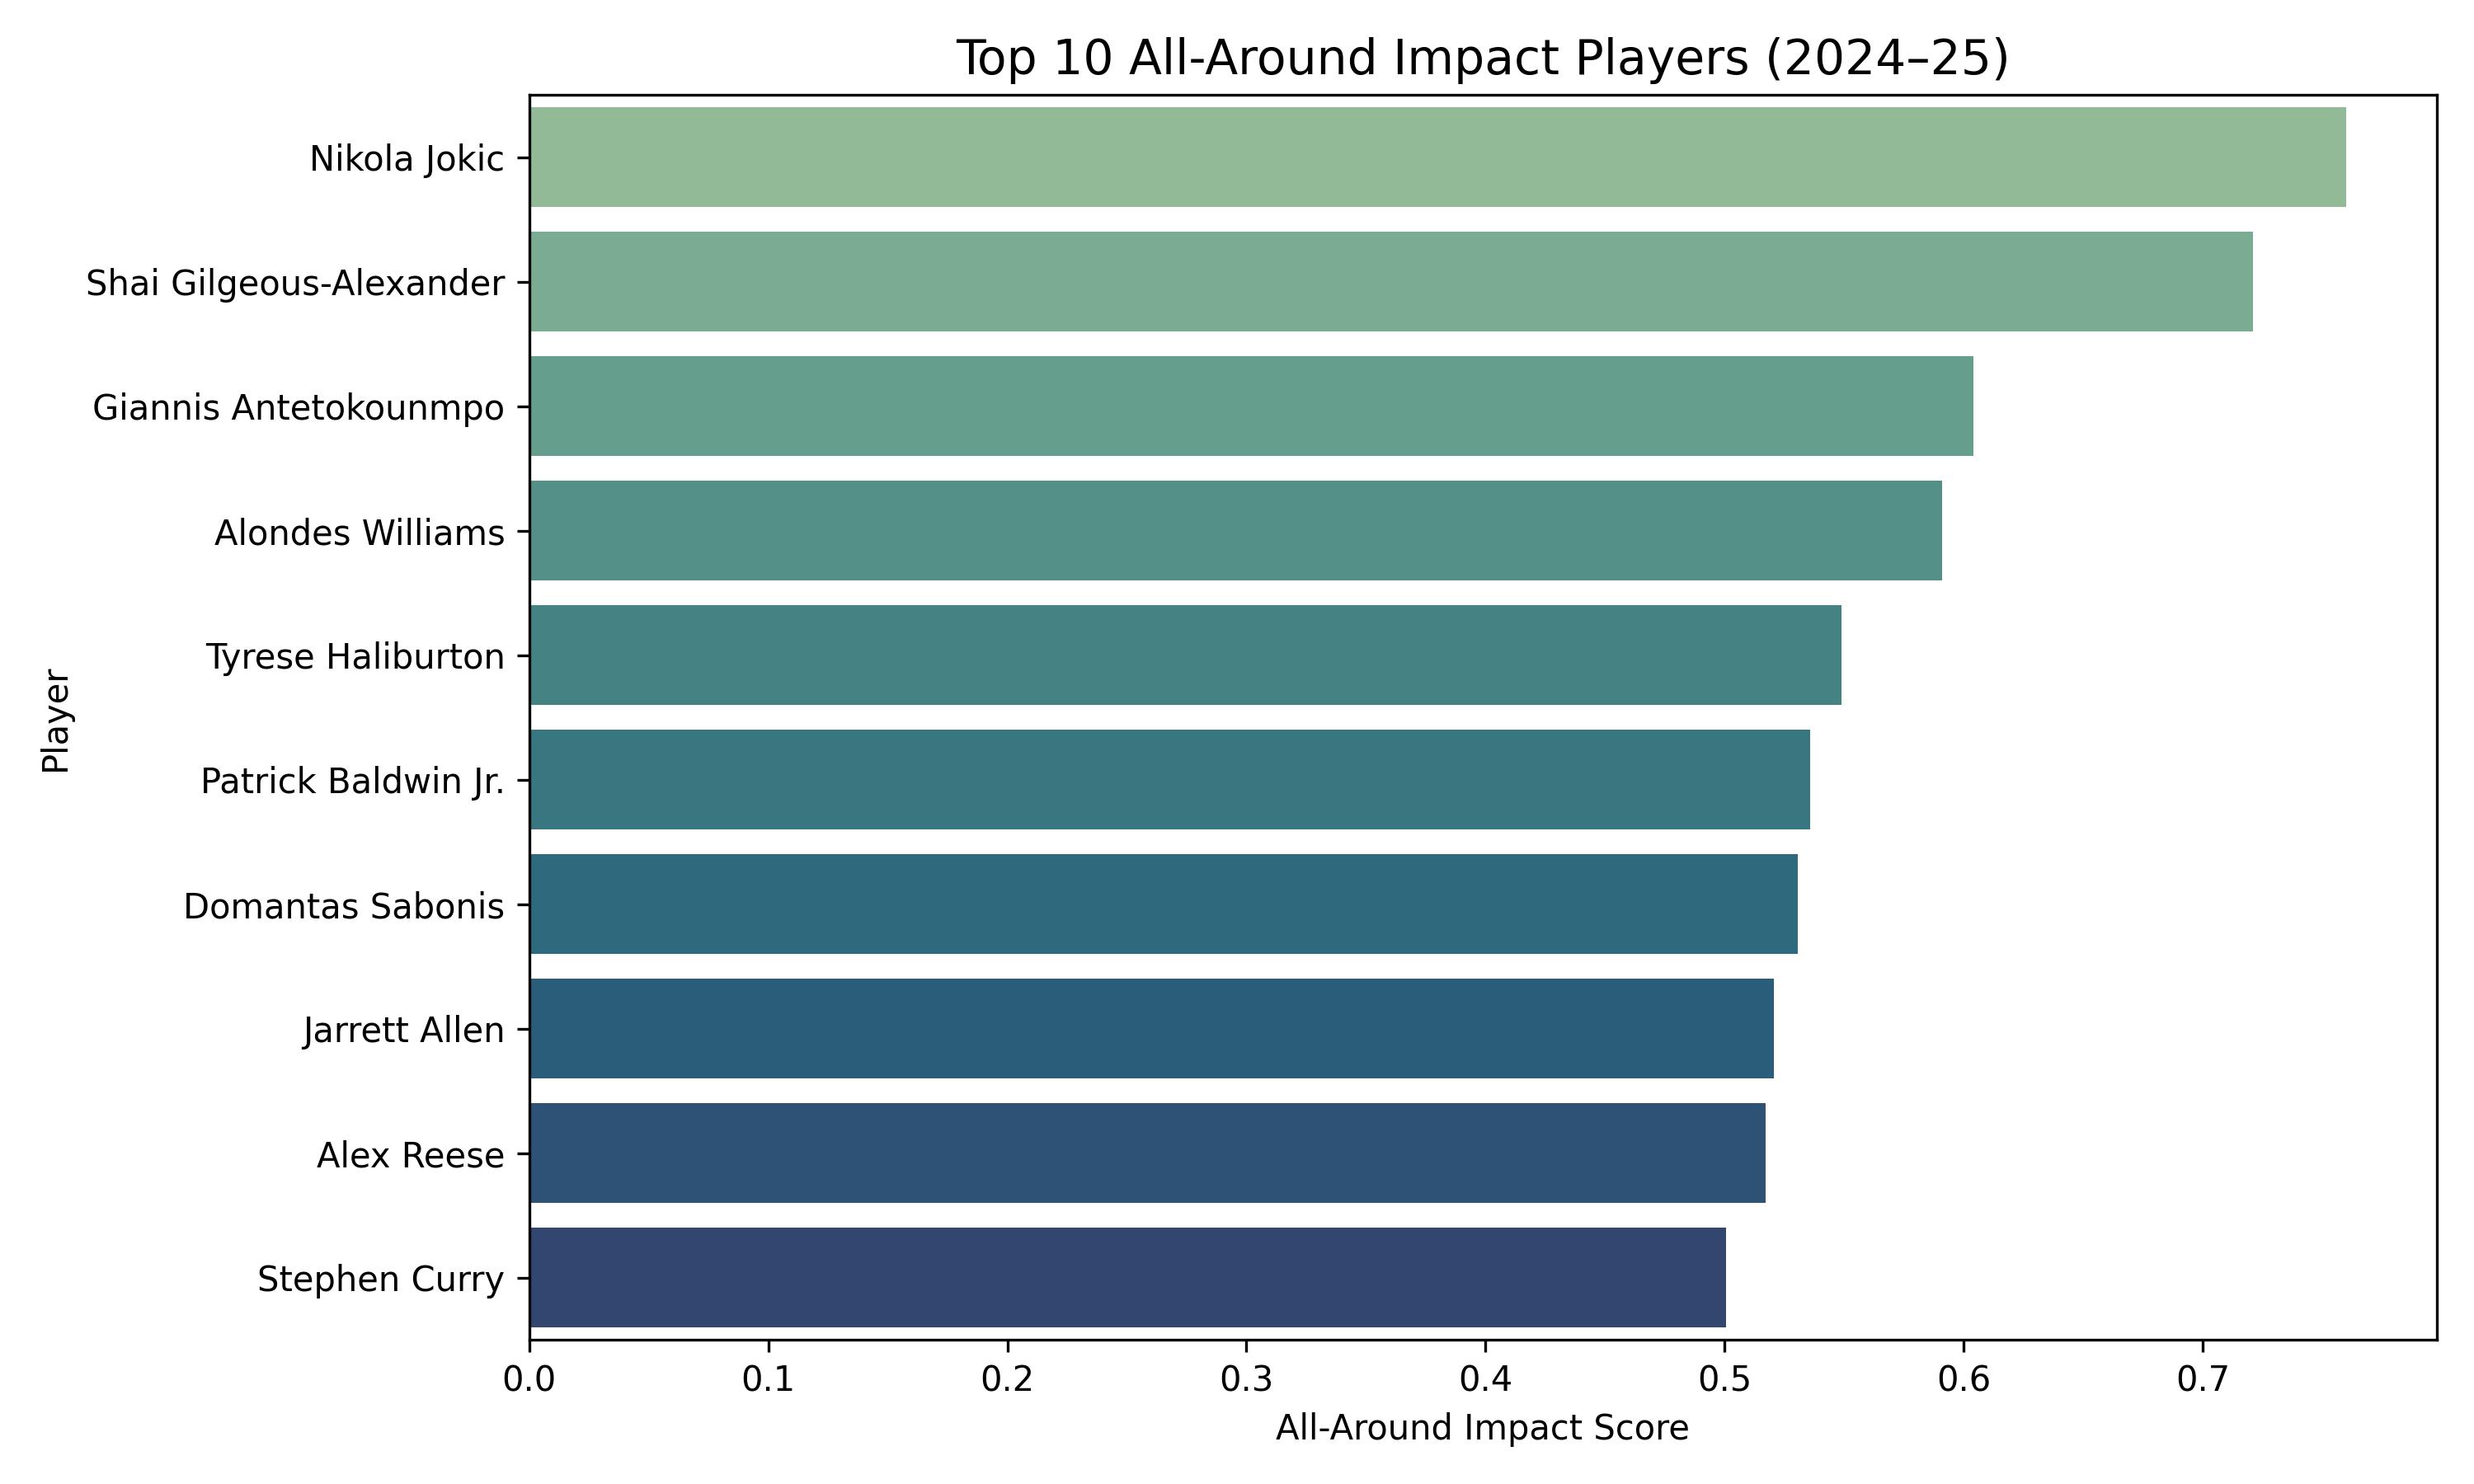 Top 10 All-Around Impact Players (2024–25)
Player
Nikola Jokic
Shai Gilgeous-Alexander
Giannis Antetokounmpo
Alondes Williams
Tyrese Haliburton
Patrick Baldwin Jr.
Domantas Sabonis
Jarrett Allen
Alex Reese
Stephen Curry
0.0 0.1 0.2 0.3 0.4 0.5 0.6 0.7
All-Around Impact Score